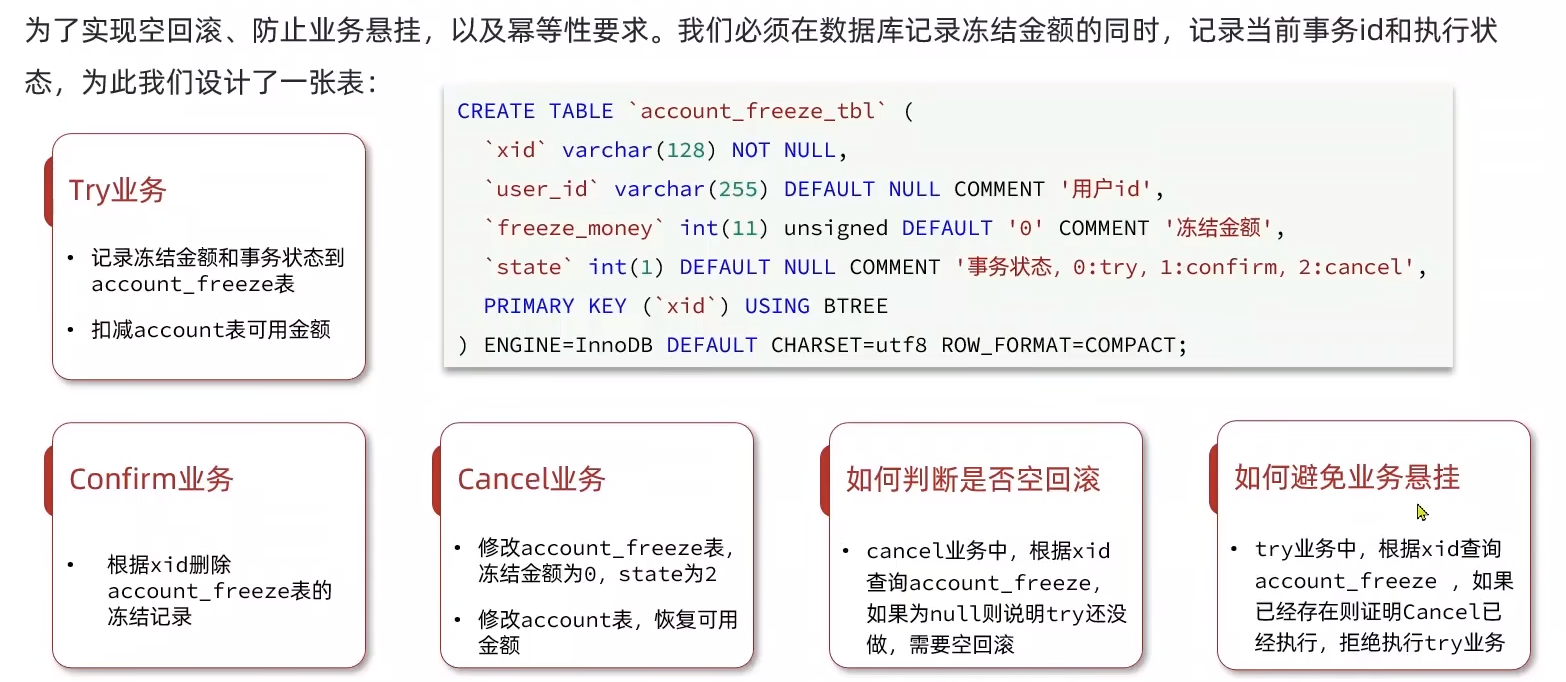 为了实现空回滚、防止业务悬挂，以及幂等性要求。我们必须在数据库记录冻结金额的同时，记录当前事务id和执行状
态，为此我们设计了一张表：
CREATE TABLE `account_freeze_tbl` (
`xid` varchar(128) NOT NULL,
`user_id` varchar(255) DEFAULT NULL COMMENT '用户id',
`freeze_money` int(11) unsigned DEFAULT '0' COMMENT '冻结金额',
`state` int(1) DEFAULT NULL COMMENT '事务状态，0:try，1:confirm，2:cancel',
PRIMARY KEY (`xid`) USING BTREE
) ENGINE=InnoDB DEFAULT CHARSET=utf8 ROW_FORMAT=COMPACT;
Try业务
• 记录冻结金额和事务状态到
account_freeze表
• 扣减account表可用金额
Confirm业务
• 根据xid删除
account_freeze表的
冻结记录
Cancel业务
• 修改account_freeze表，
冻结金额为0，state为2
• 修改account表，恢复可用
金额
如何判断是否空回滚
• cancel业务中，根据xid
查询account_freeze，
如果为null则说明try还没
做，需要空回滚
如何避免业务悬挂
• try业务中，根据xid查询
account_freeze ，如果
已经存在则证明Cancel已
经执行，拒绝执行try业务